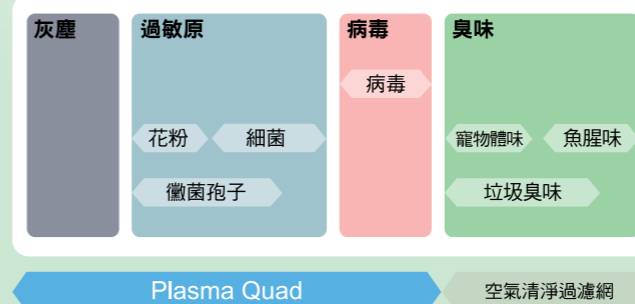 灰塵 過敏原 病毒 臭味
病毒
花粉 細菌 寵物體味 魚腥味
黴菌孢子 垃圾臭味
Plasma Quad 空氣清淨過濾網